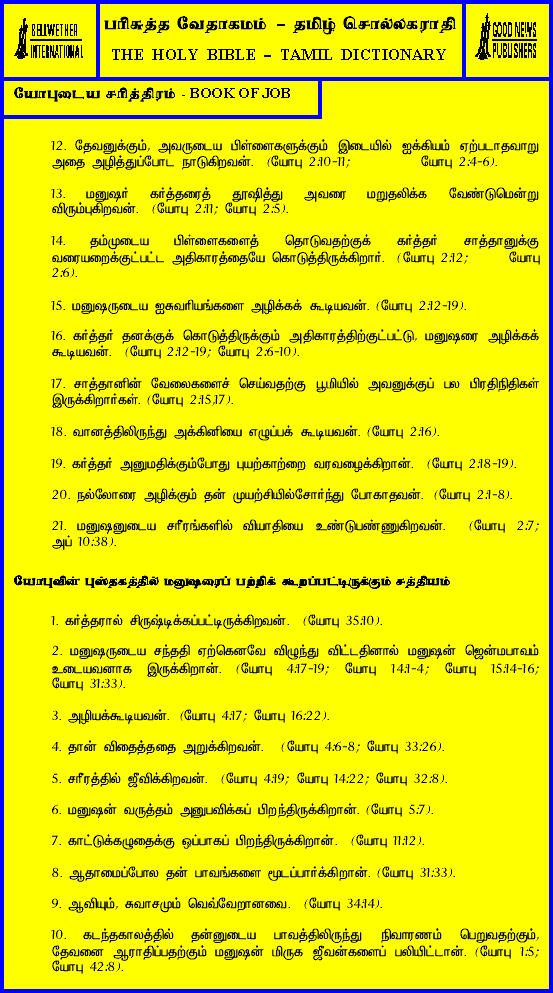 BELLWETHER
INTERNATIONAL
பரிசுத்த வேதாகமம் – தமிழ் சொல்லகராதி
THE HOLY BIBLE – TAMIL DICTIONARY
GOOD NEWS
PUBLISHERS
யோபுடைய சரித்திரம் - BOOK OF JOB
12. தேவனுக்கும், அவருடைய பிள்ளைகளுக்கும் இடையில் ஐக்கியம் ஏற்படாதவாறு
அதை அழித்துப்போட நாடுகிறவன். (யோபு 2:10-11; யோபு 2:4-6).
13. மனுஷர் கர்த்தரைத் தூஷித்து அவரை மறுதலிக்க வேண்டுமென்று
விரும்புகிறவன். (யோபு 2:11; யோபு 2:5).
14. தம்முடைய பிள்ளைகளைத் தொடுவதற்குக் கர்த்தர் சாத்தானுக்கு
வரையறைக்குட்பட்ட அதிகாரத்தையே கொடுத்திருக்கிறார். (யோபு 2:12; யோபு
2:6).
15. மனுஷருடைய ஐசுவரியங்களை அழிக்கக் கூடியவன். (யோபு 2:12-19).
16. கர்த்தர் தனக்குக் கொடுத்திருக்கும் அதிகாரத்திற்குட்பட்டு, மனுஷரை அழிக்கக்
கூடியவன். (யோபு 2:12-19; யோபு 2:6-10).
17. சாத்தானின் வேலைகளைச் செய்வதற்கு பூமியில் அவனுக்குப் பல பிரதிநிதிகள்
இருக்கிறார்கள். (யோபு 2:15,17).
18. வானத்திலிருந்து அக்கினியை எழுப்பக் கூடியவன். (யோபு 2:16).
19. கர்த்தர் அனுமதிக்கும்போது புயற்காற்றை வரவழைக்கிறான். (யோபு 2:18-19).
20. நல்லோரை அழிக்கும் தன் முயற்சியில்சோர்ந்து போகாதவன். (யோபு 2:1-8).
21. மனுஷனுடைய சரீரங்களில் வியாதியை உண்டுபண்ணுகிறவன். (யோபு 2:7;
அப் 10:38).
யோபுவின் புஸ்தகத்தில் மனுஷரைப் பற்றிக் கூறப்பட்டிருக்கும் சத்தியம்
1. கர்த்தரால் சிருஷ்டிக்கப்பட்டிருக்கிறவன். (யோபு 35:10).
2. மனுஷருடைய சந்ததி ஏற்கெனவே விழுந்து விட்டதினால் மனுஷன் ஜென்மபாவம்
உடையவனாக இருக்கிறான். (யோபு 4:17-19; யோபு 14:1-4; யோபு 15:14-16;
யோபு 31:33).
3. அழியக்கூடியவன். (யோபு 4:17; யோபு 16:22).
4. தான் விதைத்ததை அறுக்கிறவன். (யோபு 4:6-8; யோபு 33:26).
5. சரீரத்தில் ஜீவிக்கிறவன். (யோபு 4:19; யோபு 14:22; யோபு 32:8).
6. மனுஷன் வருத்தம் அனுபவிக்கப் பிறந்திருக்கிறான். (யோபு 5:7).
7. காட்டுக்கழுதைக்கு ஒப்பாகப் பிறந்திருக்கிறான். (யோபு 11:12).
8. ஆதாமைப்போல தன் பாவங்களை மூடப்பார்க்கிறான். (யோபு 31:33).
9. ஆவியும், சுவாசமும் வெவ்வேறானவை. (யோபு 34:14).
10. கடந்தகாலத்தில் தன்னுடைய பாவத்திலிருந்து நிவாரணம் பெறுவதற்கும்,
தேவனை ஆராதிப்பதற்கும் மனுஷன் மிருக ஜீவன்களைப் பலியிட்டான். (யோபு 1:5;
யோபு 42:8).